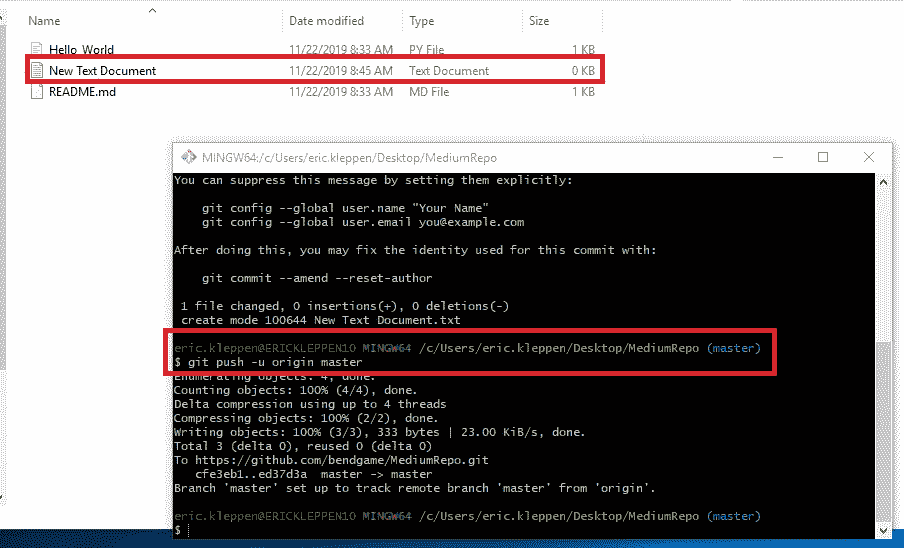 Name Date modified Type Size
Hello_World 11/22/2019 8:33 AM PY File 1 KB
New Text Document 11/22/2019 8:45 AM Text Document 0 KB
README.md 11/22/2019 8:33 AM MD File 1 KB
MINGW64:/c/Users/eric.kleppen/Desktop/MediumRepo
You can suppress this message by setting them explicitly:
git config --global user.name "Your Name"
git config --global user.email you@example.com
After doing this, you may fix the identity used for this commit with:
git commit --amend --reset-author
1 file changed, 0 insertions(+), 0 deletions(-)
create mode 100644 New Text Document.txt
eric.kleppen@ERICKLEPPEN10 MINGW64 /c/Users/eric.kleppen/Desktop/MediumRepo (master)
$ git push -u origin master
Enumerating objects: 4, done.
Counting objects: 100% (4/4), done.
Delta compression using up to 4 threads
Compressing objects: 100% (2/2), done.
Writing objects: 100% (3/3), 333 bytes | 23.00 KiB/s, done.
Total 3 (delta 0), reused 0 (delta 0)
To https://github.com/bendgame/MediumRepo.git
cfe3eb1..ed37d3a master -> master
Branch 'master' set up to track remote branch 'master' from 'origin'.
eric.kleppen@ERICKLEPPEN10 MINGW64 /c/Users/eric.kleppen/Desktop/MediumRepo (master)
$